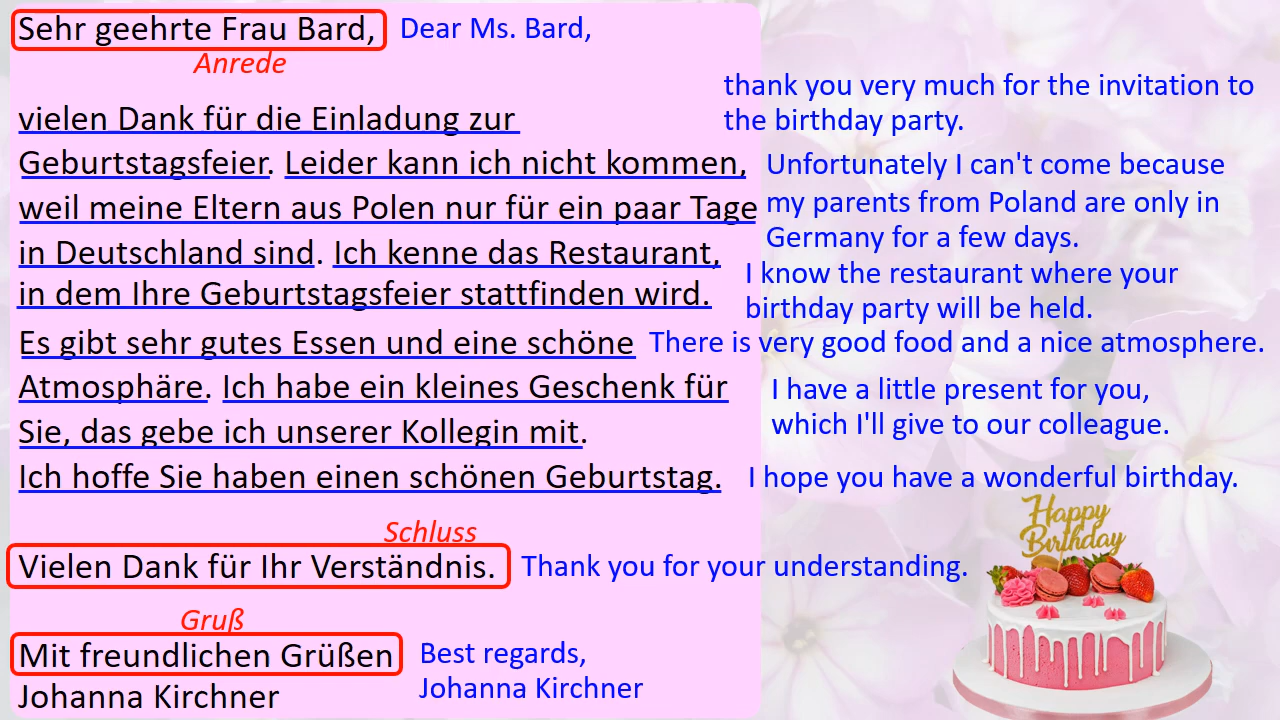 Sehr geehrte Frau Bard,
Dear Ms. Bard,
Anrede
vielen Dank für die Einladung zur
Geburtstagsfeier. Leider kann ich nicht kommen,
weil meine Eltern aus Polen nur für ein paar Tage
in Deutschland sind. Ich kenne das Restaurant,
in dem Ihre Geburtstagsfeier stattfinden wird.
Es gibt sehr gutes Essen und eine schöne
Atmosphäre. Ich habe ein kleines Geschenk für
Sie, das gebe ich unserer Kollegin mit.
Ich hoffe Sie haben einen schönen Geburtstag.
thank you very much for the invitation to
the birthday party.
Unfortunately I can't come because
my parents from Poland are only in
Germany for a few days.
I know the restaurant where your
birthday party will be held.
There is very good food and a nice atmosphere.
I have a little present for you,
which I'll give to our colleague.
I hope you have a wonderful birthday.
Schluss
Vielen Dank für Ihr Verständnis.
Thank you for your understanding.
Gruß
Mit freundlichen Grüßen
Johanna Kirchner
Best regards,
Johanna Kirchner
Happy
Birthday